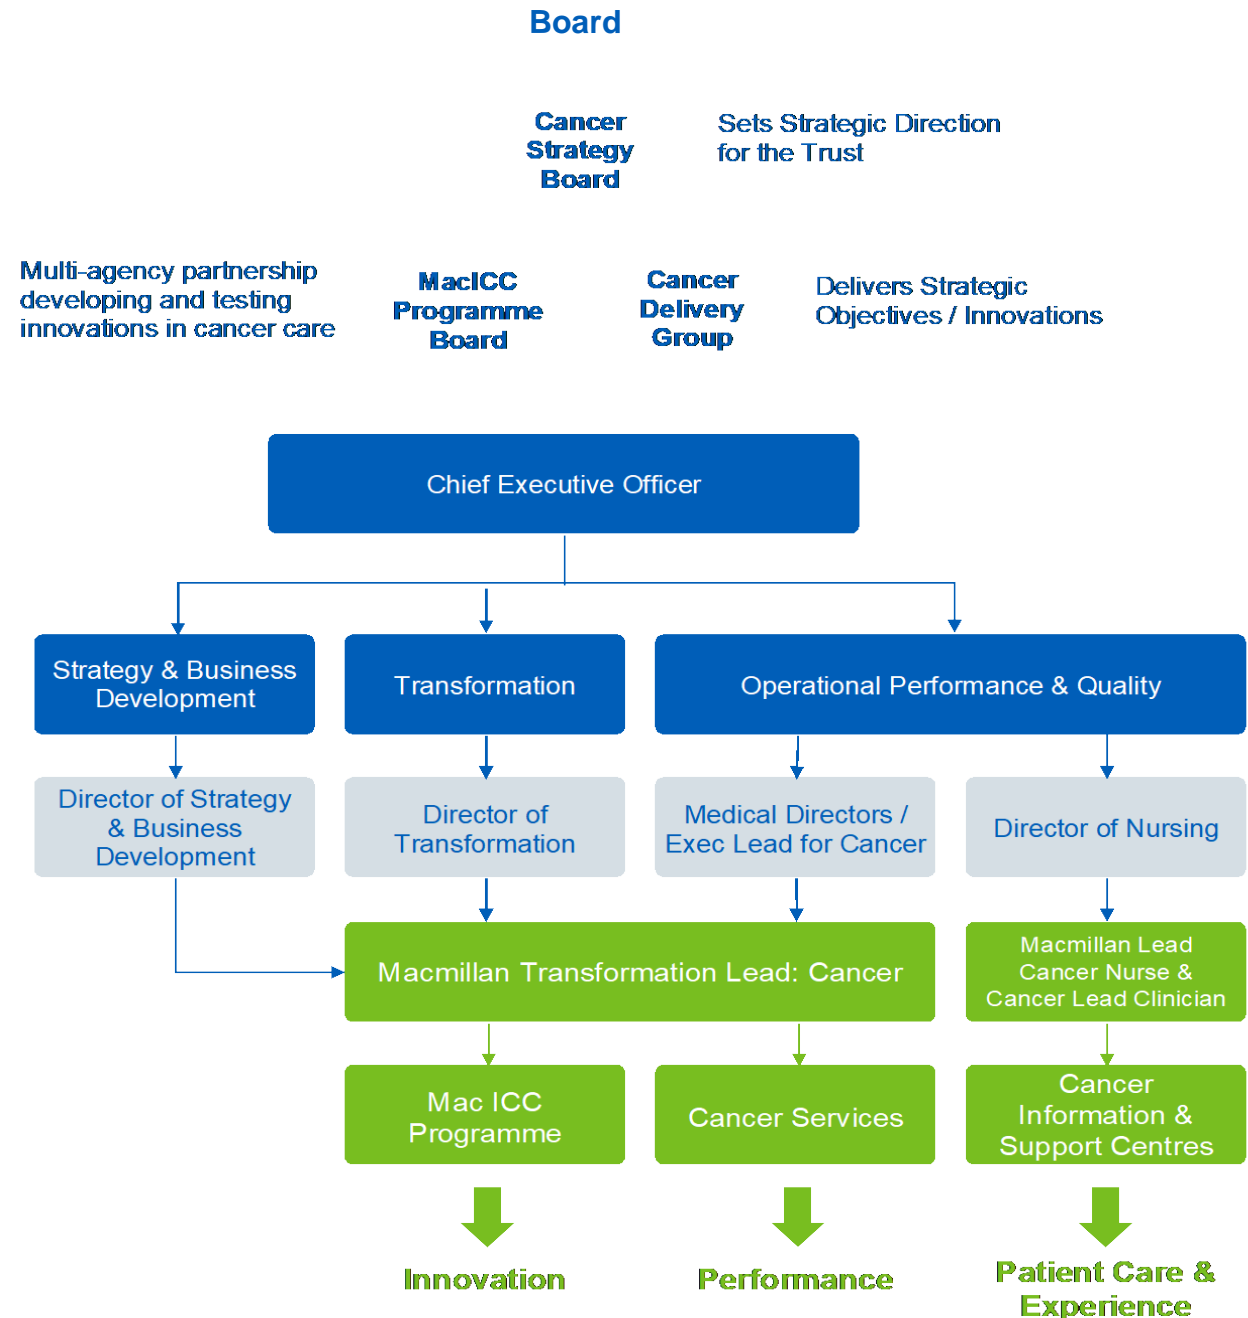 Board
Cancer
Strategy
Board
Sets Strategic Direction
for the Trust
Multi-agency partnership
developing and testing
innovations in cancer care
MacICC
Programme
Board
Cancer
Delivery
Group
Delivers Strategic
Objectives / Innovations
Chief Executive Officer
Strategy & Business
Development
Transformation
Operational Performance & Quality
Director of Strategy
& Business
Development
Director of
Transformation
Medical Directors /
Exec Lead for Cancer
Director of Nursing
Macmillan Transformation Lead: Cancer
Macmillan Lead
Cancer Nurse &
Cancer Lead Clinician
Mac ICC
Programme
Cancer Services
Cancer
Information &
Support Centres
Innovation
Performance
Patient Care &
Experience